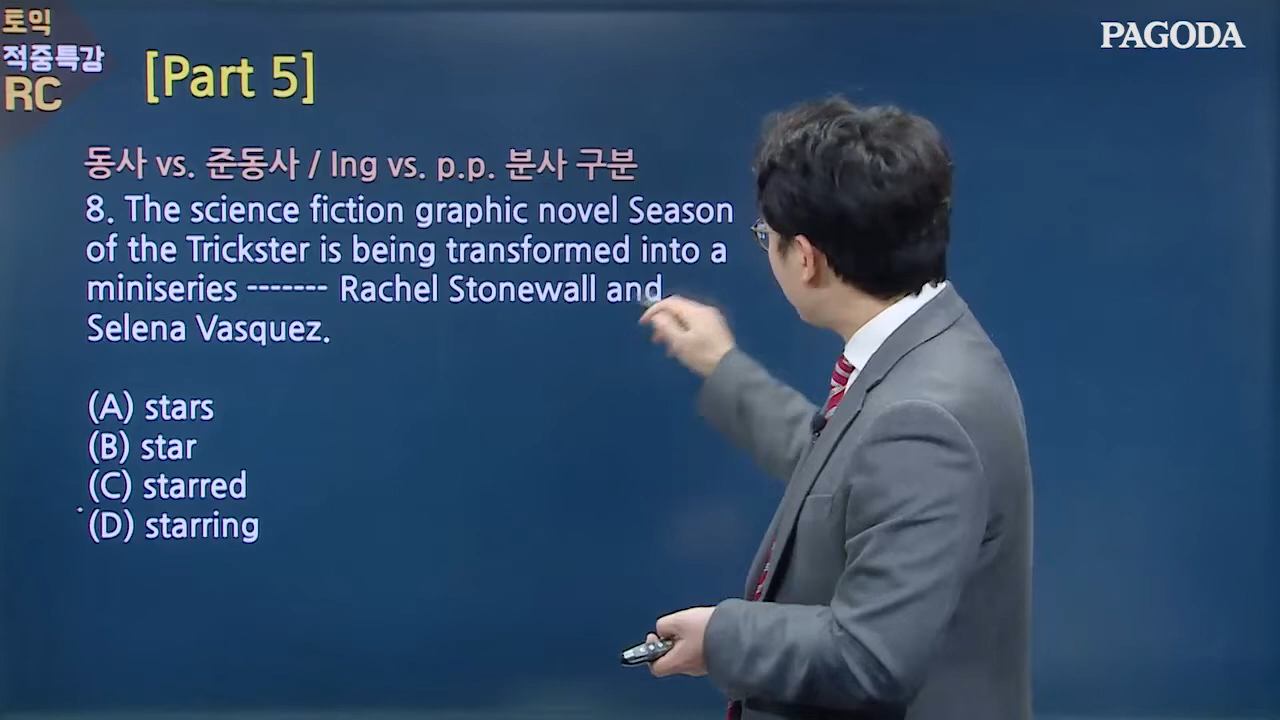 토익
적중특강
RC
PAGODA
[Part 5]
동사 vs. 준동사 / Ing vs. p.p. 분사 구분
8. The science fiction graphic novel Season
of the Trickster is being transformed into a
miniseries ------- Rachel Stonewall and
Selena Vasquez.
(A) stars
(B) star
(C) starred
(D) starring